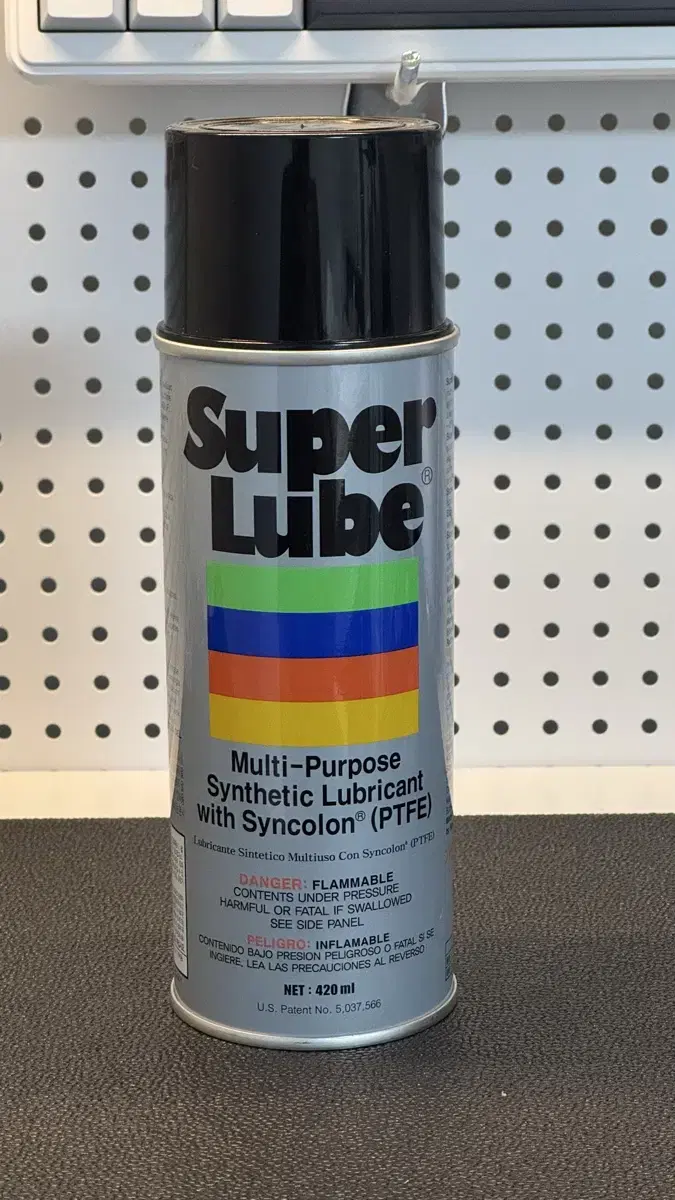 Super
Lube®
Multi-Purpose
Synthetic Lubricant
with Syncolon® (PTFE)
Lubricante Sintetico Multiuso Con Syncolon® (PTFE)
DANGER: FLAMMABLE
CONTENTS UNDER PRESSURE
HARMFUL OR FATAL IF SWALLOWED
SEE SIDE PANEL
PELIGRO: INFLAMABLE
CONTENIDO BAJO PRESION PELIGROSO O FATAL SI SE
INGIERE, LEA LAS PRECAUCIONES AL REVERSO
NET : 420 ml
U.S. Patent No. 5,037,566